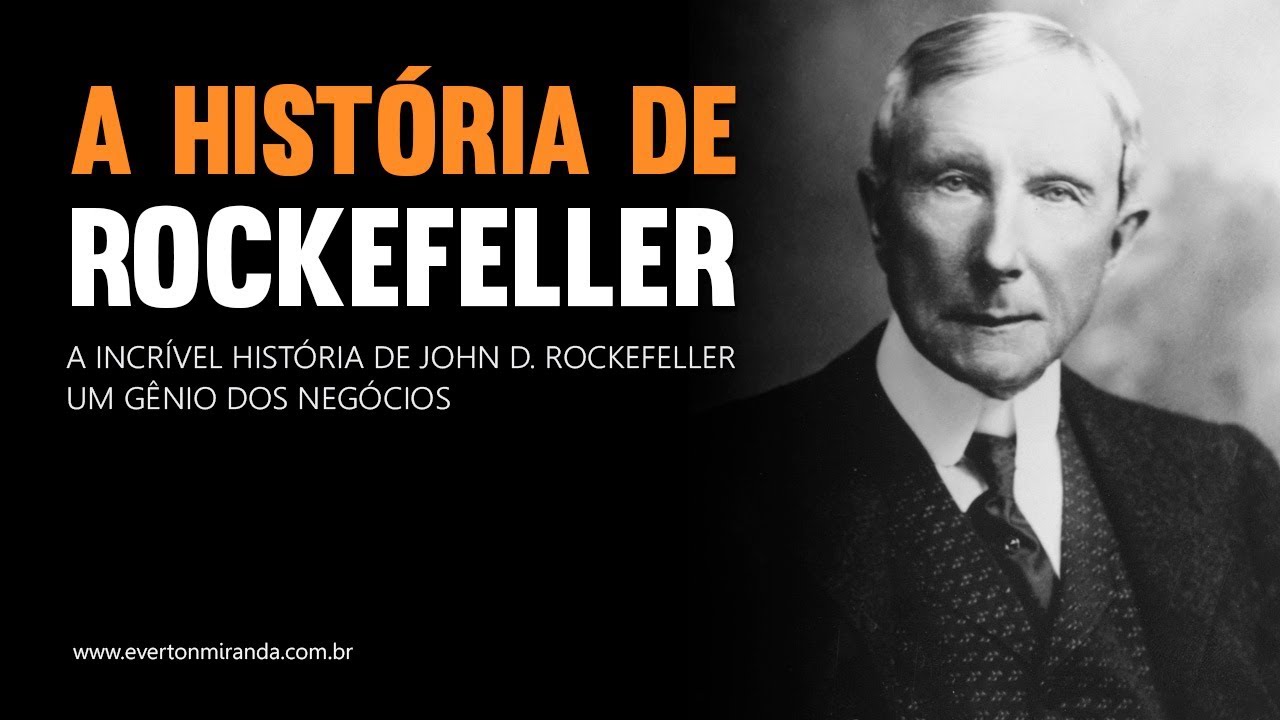 A HISTÓRIA DE
ROCKEFELLER
A INCRÍVEL HISTÓRIA DE JOHN D. ROCKEFELLER
UM GÊNIO DOS NEGÓCIOS
www.evertonmiranda.com.br